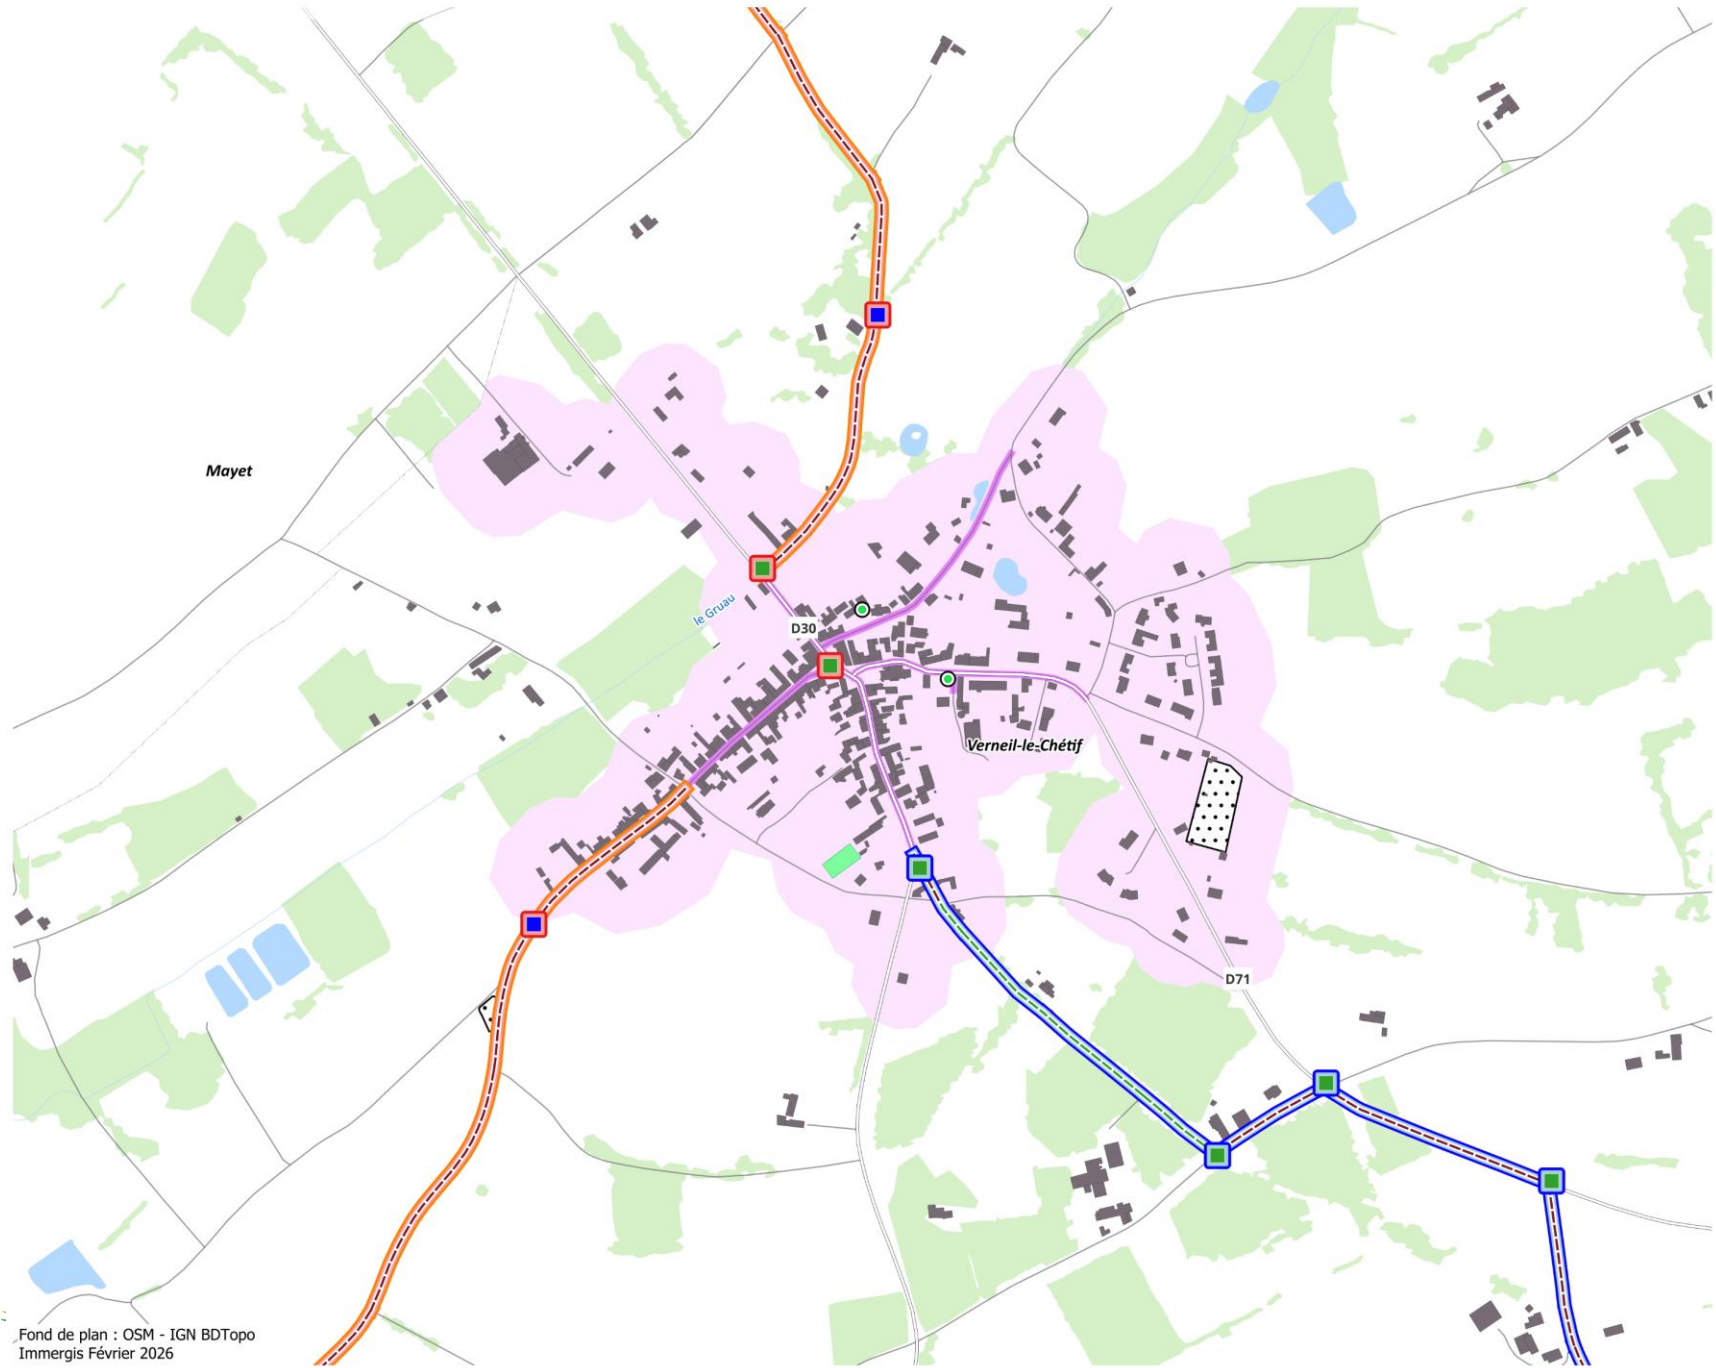 Mayet
le Gruau
D30
Verneil-le-Chétif
D71
Fond de plan : OSM - IGN BDTopo
Immergis Février 2026